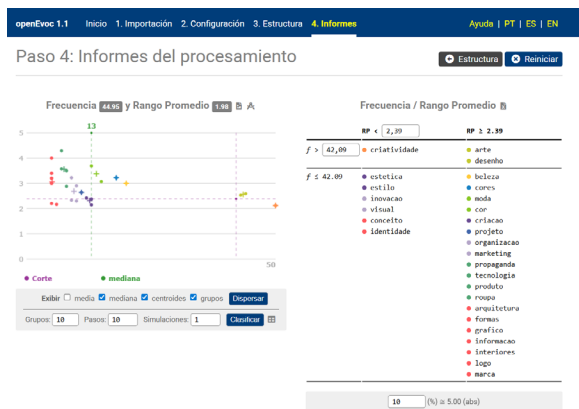 openEvoc 1.1 Inicio 1. Importación 2. Configuración 3. Estructura 4. Informes Ayuda | PT | ES | EN
Paso 4: Informes del procesamiento
Estructura Reiniciar
Frecuencia 44.95 y Rango Promedio 1.98
13
5
4
3
2
1
0
50
Corte mediana
Exibir media mediana centroides grupos Dispersar
Grupos: 10 Pasos: 10 Simulaciones: 1 Clasificar
Frecuencia / Rango Promedio
RP < 2,39 RP ≥ 2.39
f > 42,09 criatividade arte
desenho
f ≤ 42.09 estetica beleza
estilo cores
inovacao moda
visual cor
conceito criacao
identidade projeto
organizacao
marketing
propaganda
tecnologia
produto
roupa
arquitetura
formas
grafico
informacao
interiores
logo
marca
10 (%) ≅ 5.00 (abs)